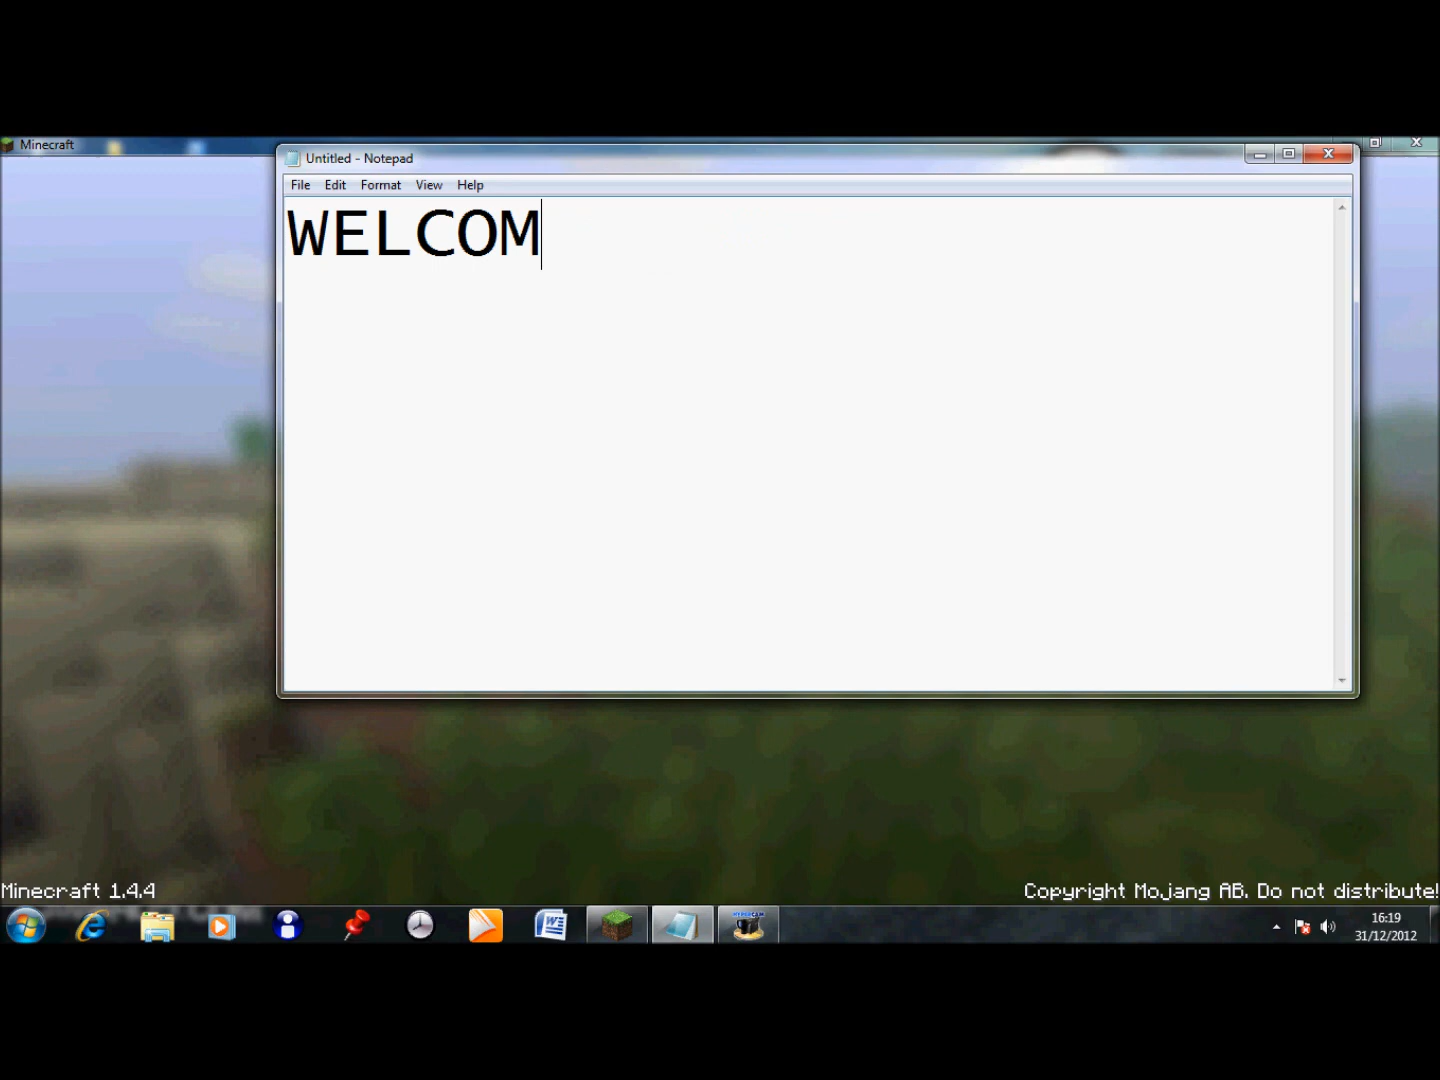 Minecraft
Untitled - Notepad
File Edit Format View Help
WELCOM
Minecraft 1.4.4
Copyright Mojang AB. Do not distribute!
HYPERCAM
16:19
31/12/2012